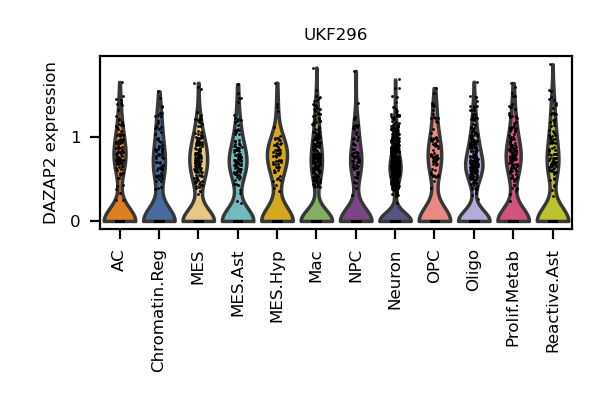 UKF296
DAZAP2 expression
1
0
AC
Chromatin.Reg
MES
MES.Ast
MES.Hyp
Mac
NPC
Neuron
OPC
Oligo
Prolif.Metab
Reactive.Ast